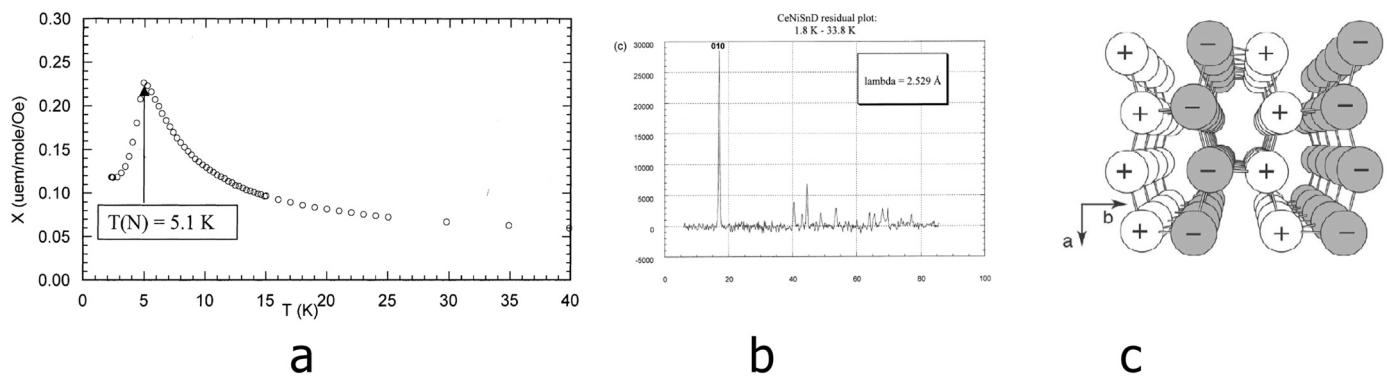 0.30
0.25
0.20
0.15
0.10
0.05
0.00
X (uem/mole/Oe)
T(N) = 5.1 K
0 5 10 15 20 25 30 35 40
T (K)
a
CeNiSnD residual plot:
1.8 K - 33.8 K
(c)
30000
25000
20000
15000
10000
5000
0
-5000
010
lambda = 2.529 Å
0 20 40 60 80 100
b
+ − + −
+ − + −
+ − + −
+ − + −
b
a
c